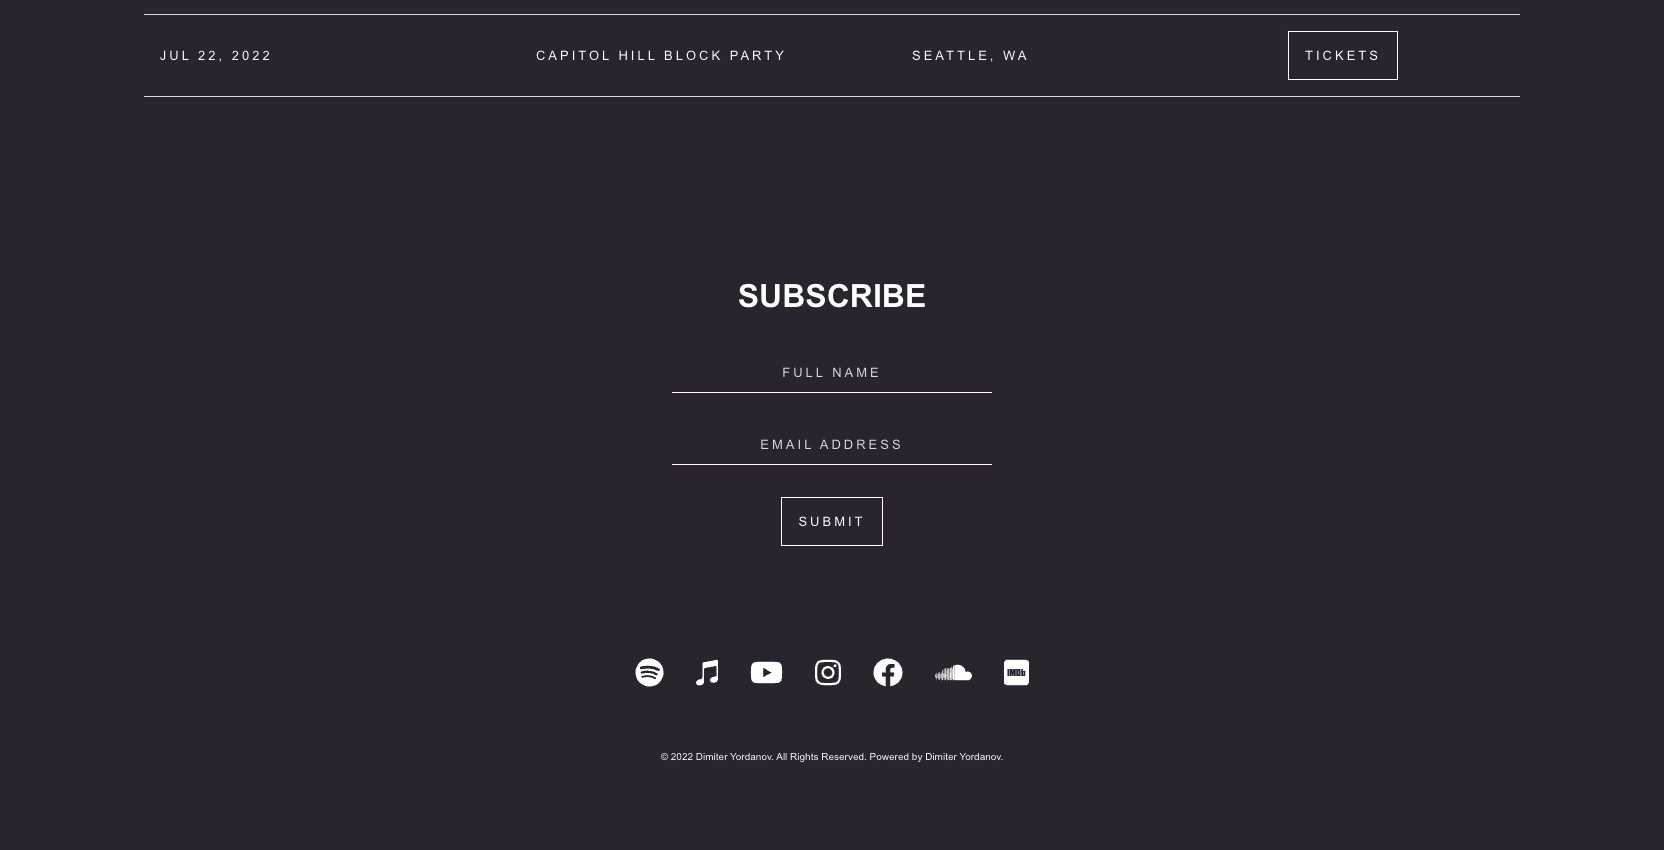 JUL 22, 2022 CAPITOL HILL BLOCK PARTY SEATTLE, WA TICKETS
SUBSCRIBE
FULL NAME
EMAIL ADDRESS
SUBMIT
IMDb
© 2022 Dimiter Yordanov. All Rights Reserved. Powered by Dimiter Yordanov.